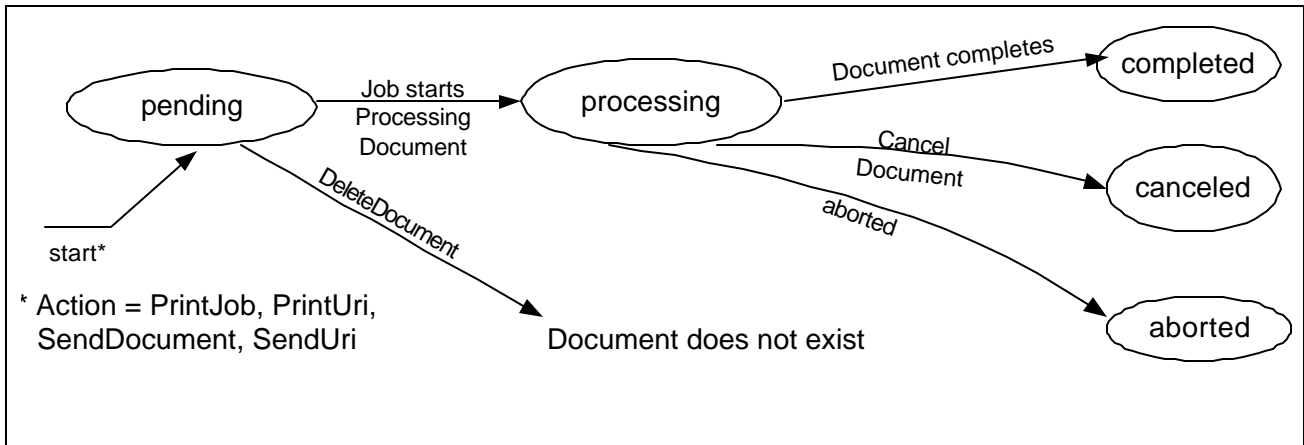 pending
Job starts
Processing
Document
processing
Document completes
completed
Cancel
Document
canceled
aborted
aborted
DeleteDocument
Document does not exist
start*
* Action = PrintJob, PrintUri,
SendDocument, SendUri